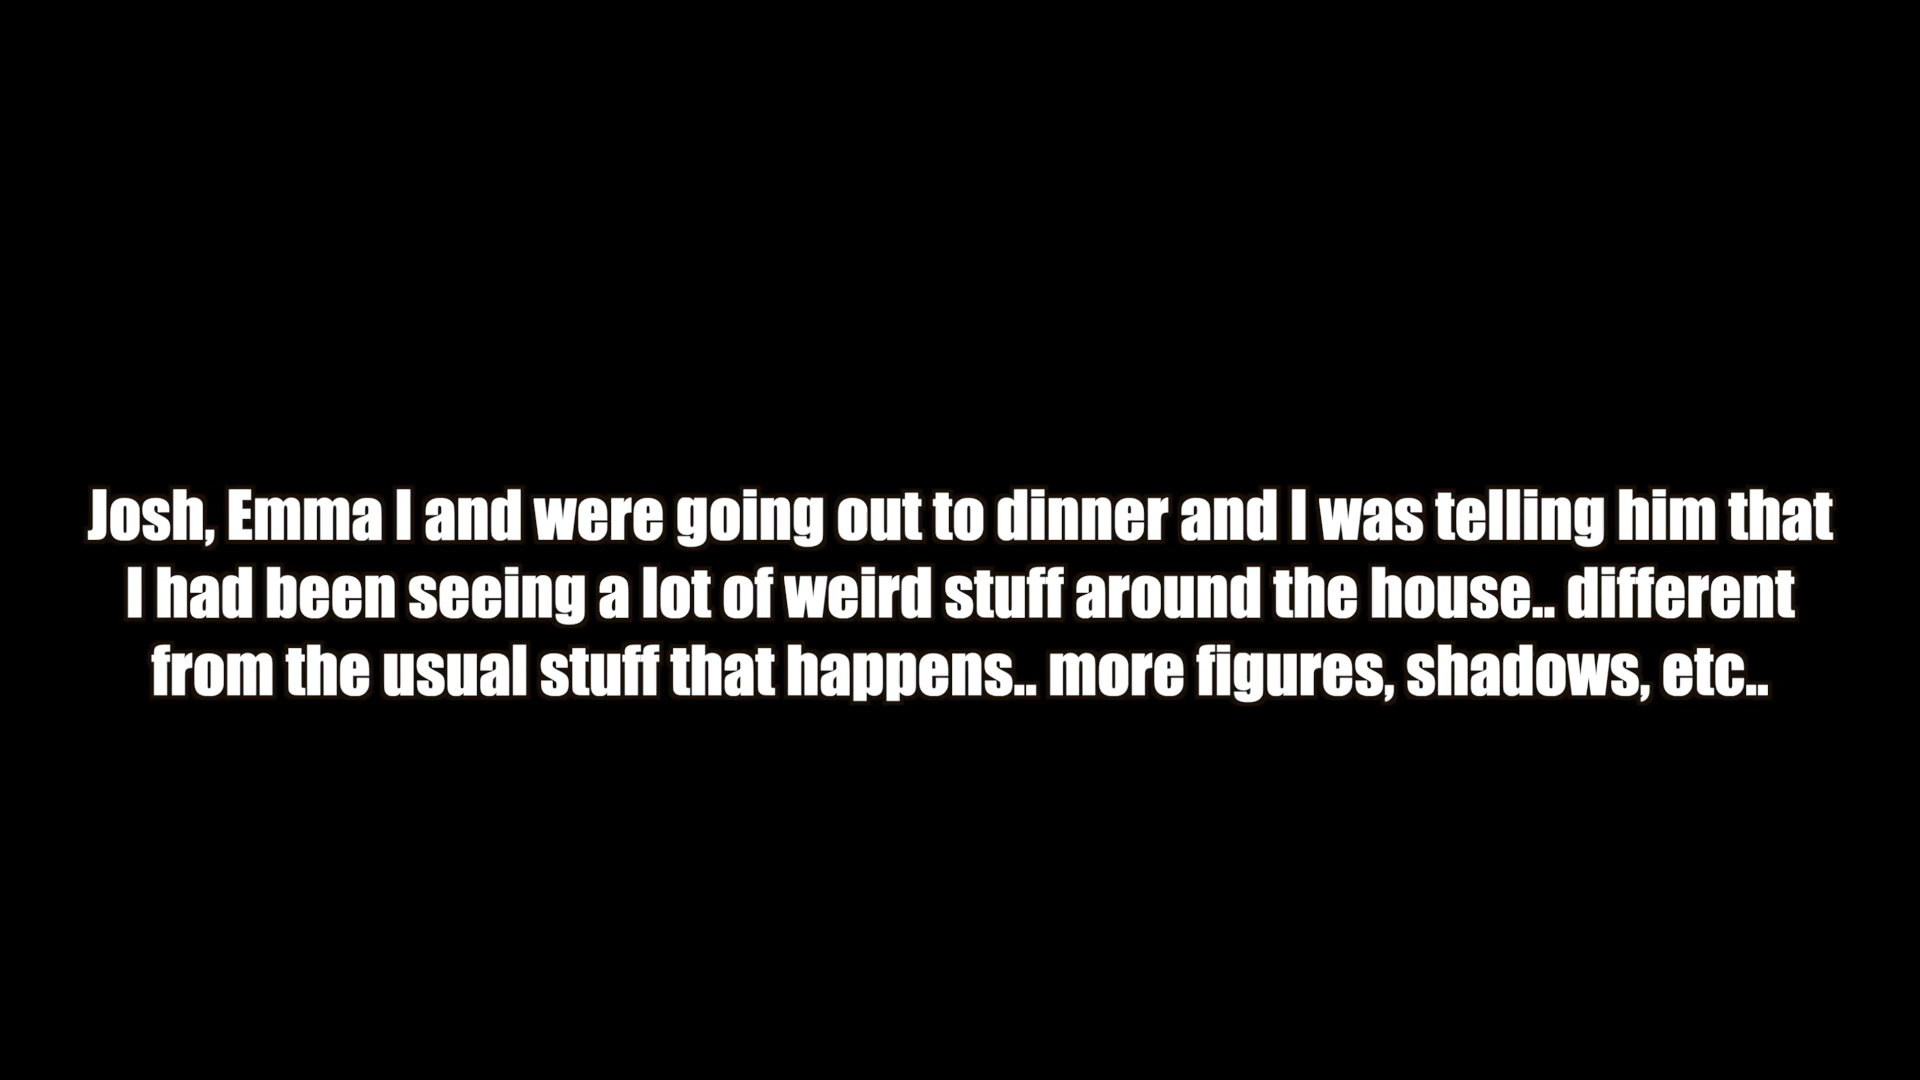 Josh, Emma I and were going out to dinner and I was telling him that
I had been seeing a lot of weird stuff around the house.. different
from the usual stuff that happens.. more figures, shadows, etc..